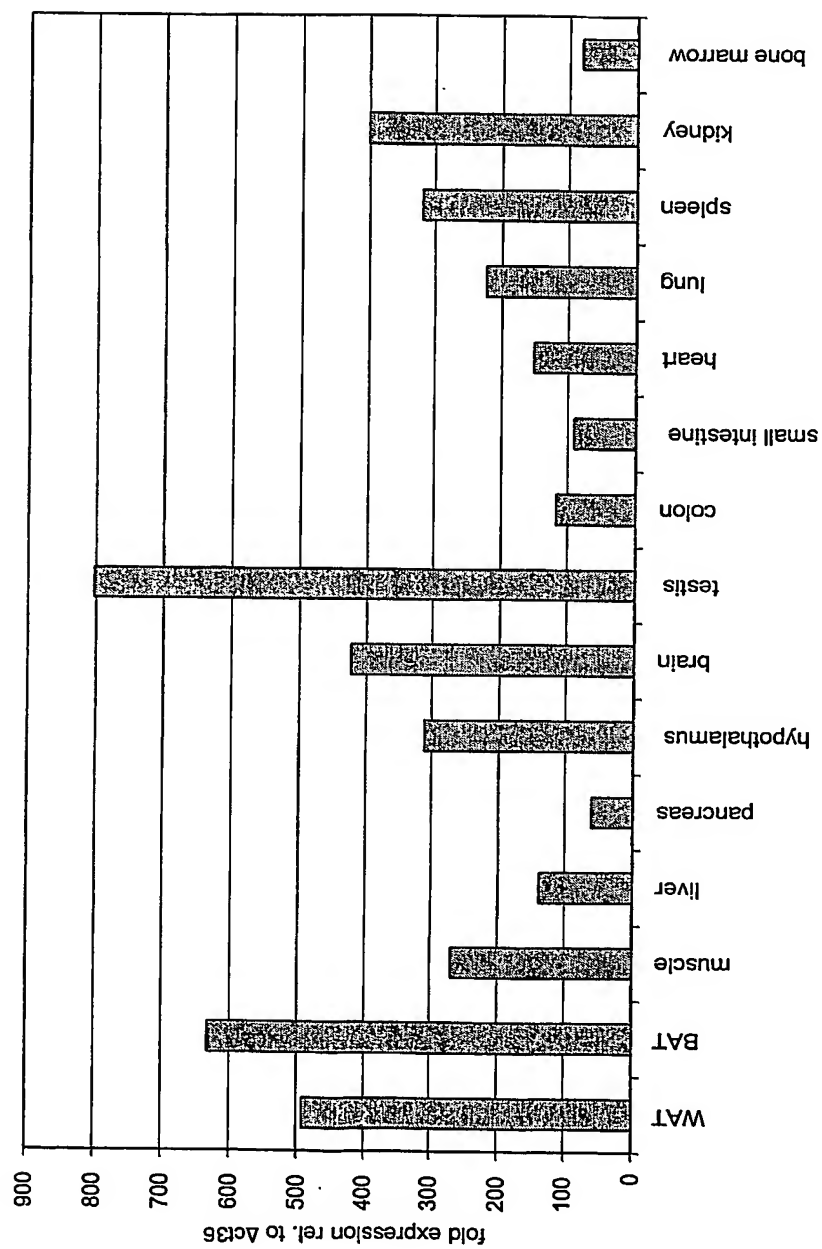 fold expression rel. to Δct36
900
800
700
600
500
400
300
200
100
0
WAT
BAT
muscle
liver
pancreas
hypothalamus
brain
testis
colon
small intestine
heart
lung
spleen
kidney
bone marrow